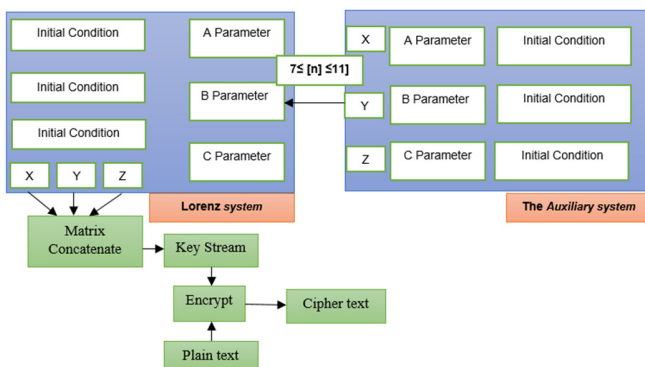 Initial Condition
A Parameter
Initial Condition
B Parameter
Initial Condition
C Parameter
X
Y
Z
Lorenz system
7≤ [n] ≤11]
X
A Parameter
Initial Condition
Y
B Parameter
Initial Condition
Z
C Parameter
Initial Condition
The Auxiliary system
Matrix
Concatenate
Key Stream
Encrypt
Cipher text
Plain text